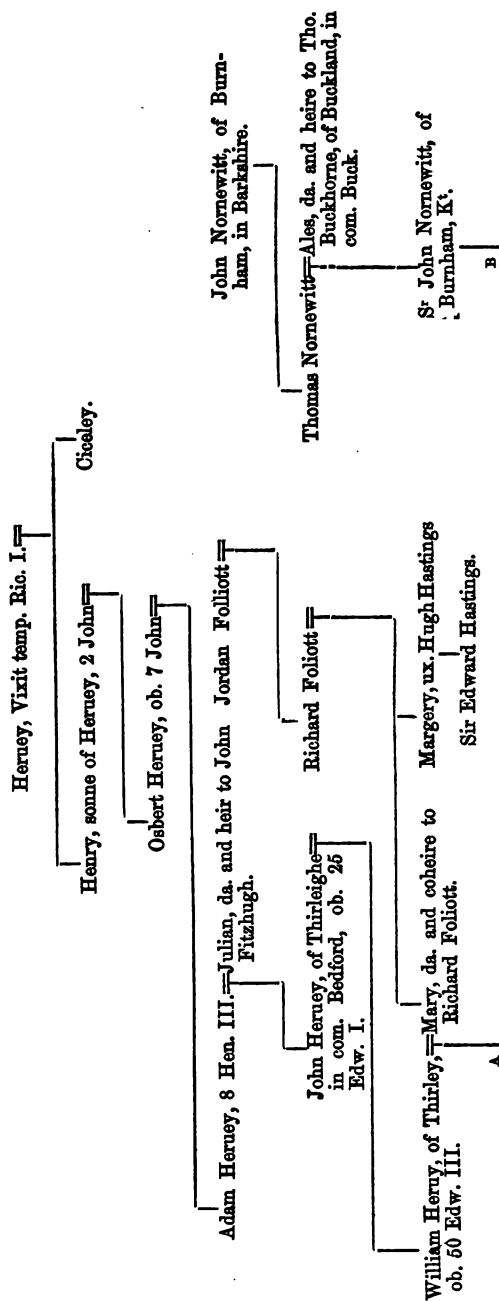 Heruey, Vixit temp. Ric. I.
Henry, sonne of Heruey, 2 John
Ciceley.
Osbert Heruey, ob. 7 John
Adam Heruey, 8 Hen. III.
Julian, da. and heir to John
Fitzhugh.
Jordan Folliott
John Nornewitt, of Burn-
ham, in Barkshire.
John Heruey, of Thirleighe
in com. Bedford, ob. 25
Edw. I.
Richard Foliott
Thomas Nornewitt
Ales, da. and heire to Tho.
Buckhorne, of Buckland, in
com. Buck.
William Heruy, of Thirley,
ob. 50 Edw. III.
Mary, da. and coheire to
Richard Foliott.
Margery, ux. Hugh Hastings
Sir Edward Hastings.
Sr John Nornewitt, of
Burnham, Kt.
A
B